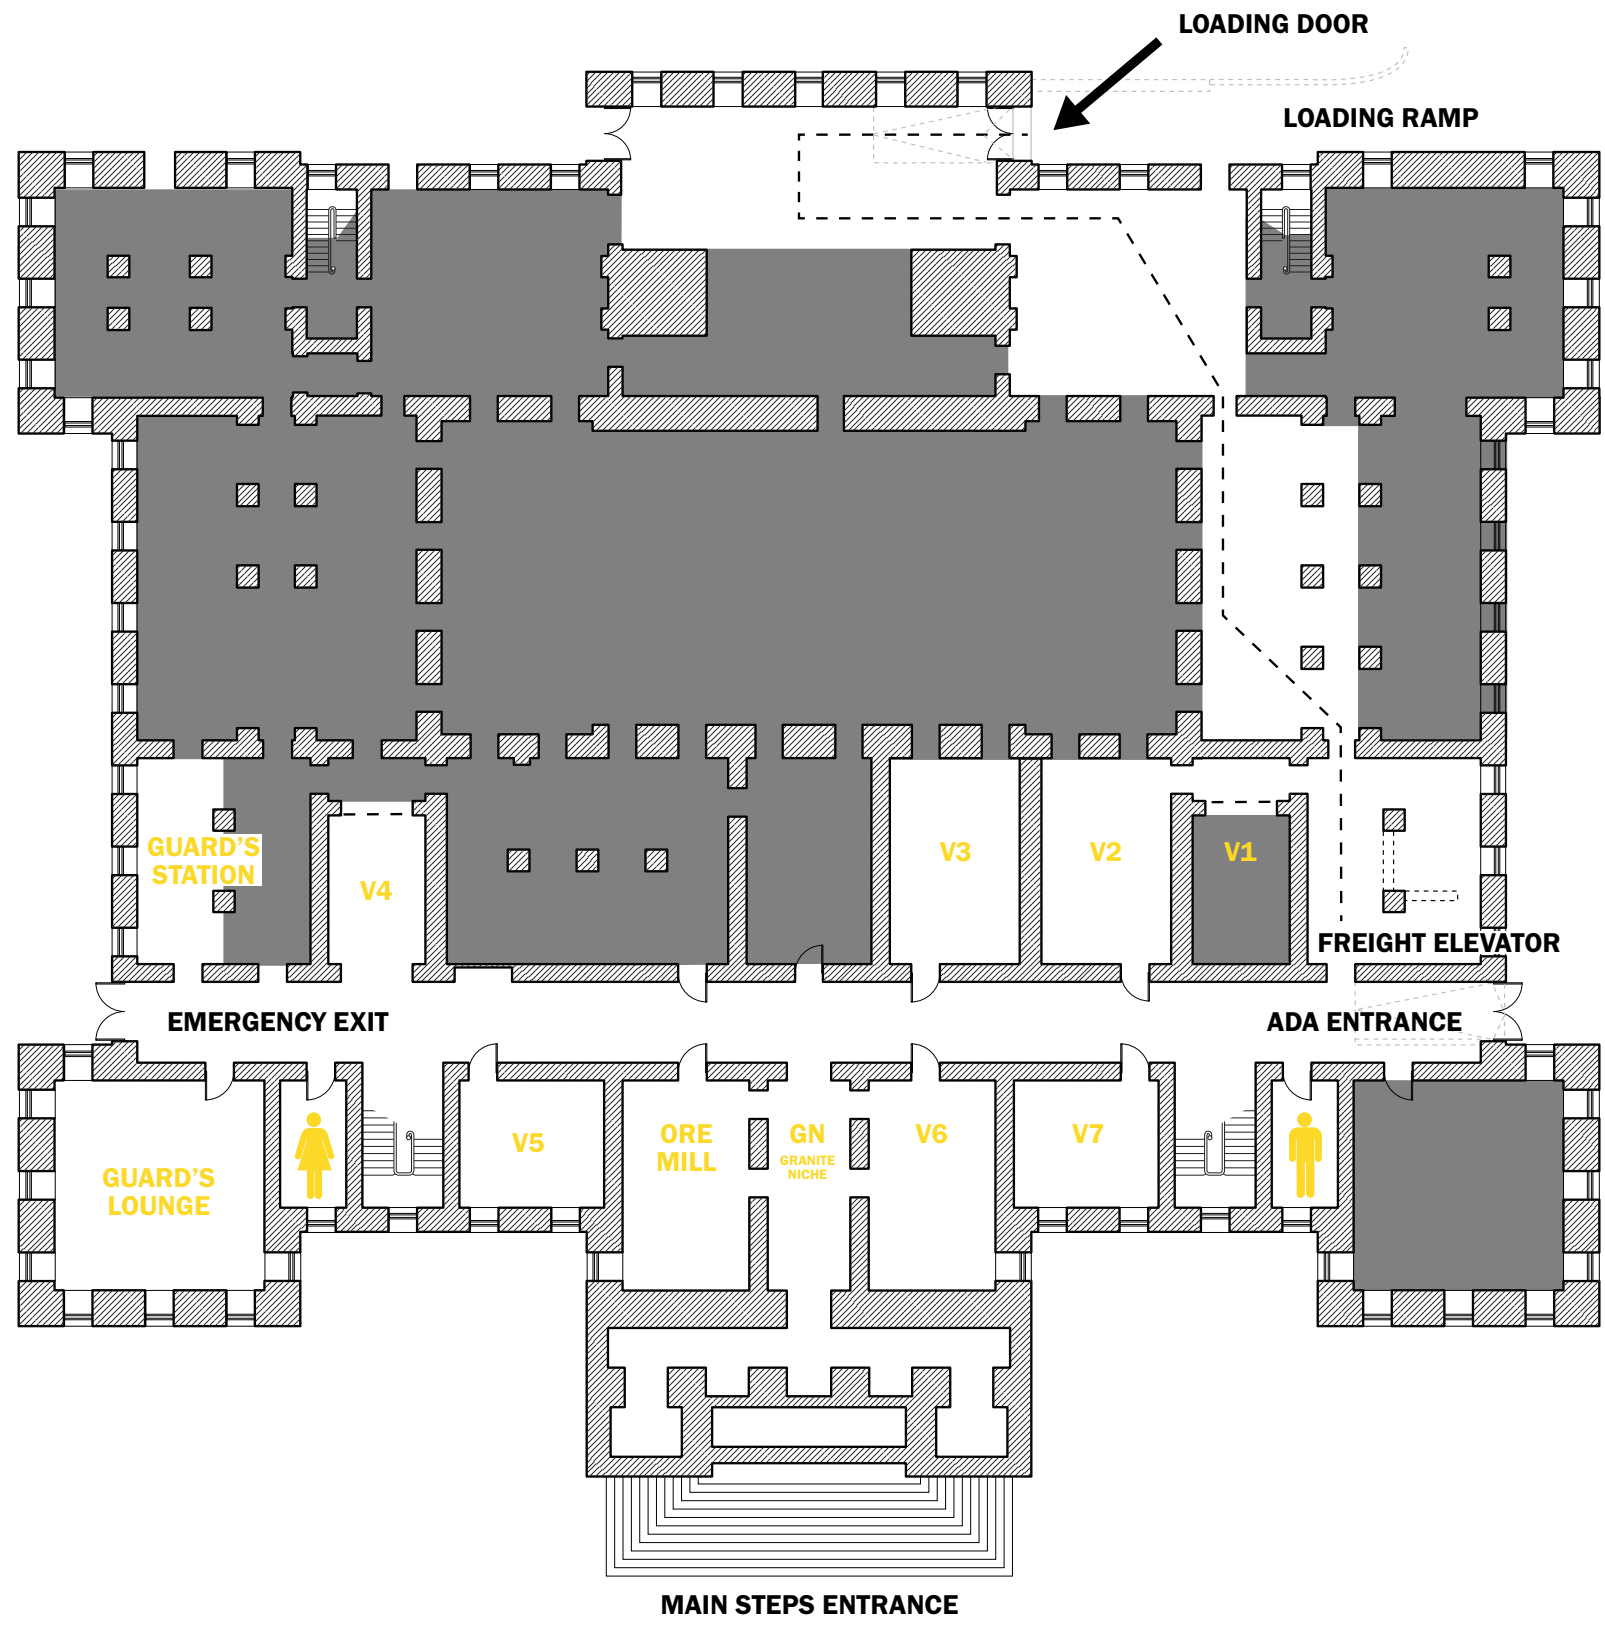 LOADING DOOR
LOADING RAMP
GUARD'S
STATION
V4
V3
V2
V1
FREIGHT ELEVATOR
EMERGENCY EXIT
ADA ENTRANCE
GUARD'S
LOUNGE
V5
ORE
MILL
GN
GRANITE
NICHE
V6
V7
MAIN STEPS ENTRANCE